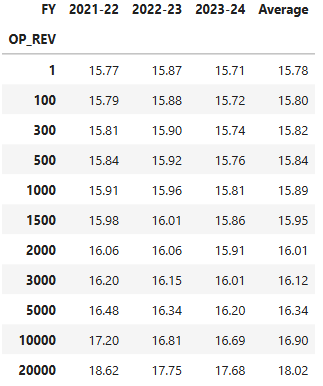 FY 2021-22 2022-23 2023-24 Average
OP_REV
1 15.77 15.87 15.71 15.78
100 15.79 15.88 15.72 15.80
300 15.81 15.90 15.74 15.82
500 15.84 15.92 15.76 15.84
1000 15.91 15.96 15.81 15.89
1500 15.98 16.01 15.86 15.95
2000 16.06 16.06 15.91 16.01
3000 16.20 16.15 16.01 16.12
5000 16.48 16.34 16.20 16.34
10000 17.20 16.81 16.69 16.90
20000 18.62 17.75 17.68 18.02